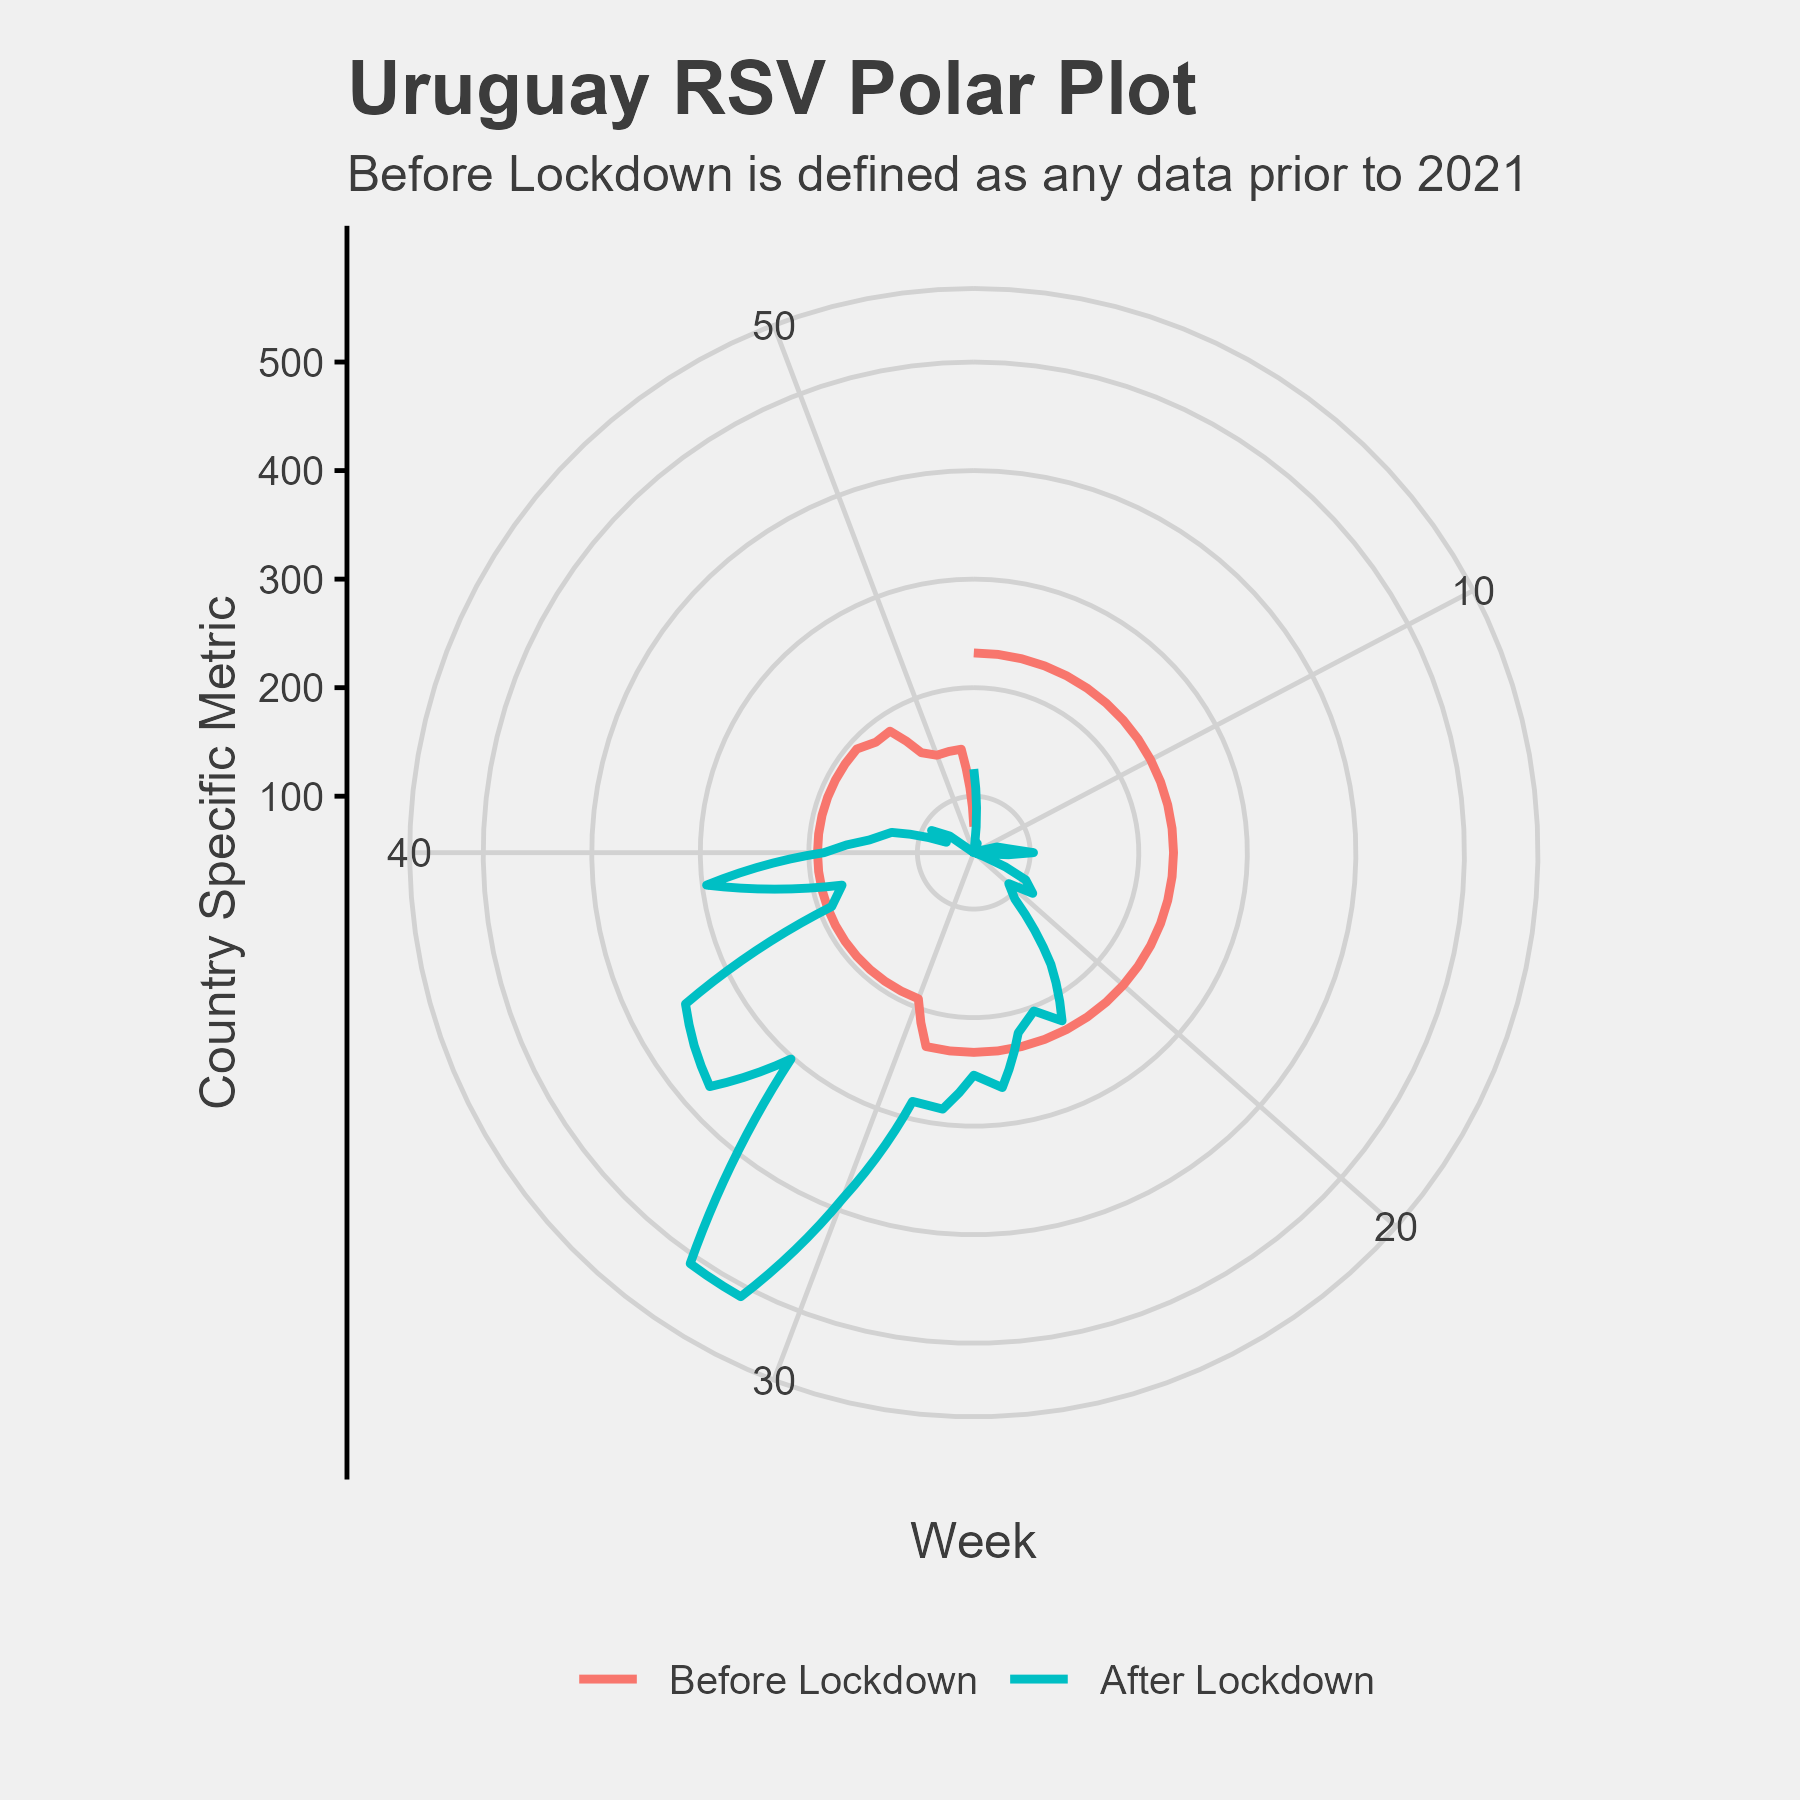 Uruguay RSV Polar Plot
Before Lockdown is defined as any data prior to 2021
Country Specific Metric
500
400
300
200
100
50
10
40
20
30
Week
Before Lockdown
After Lockdown